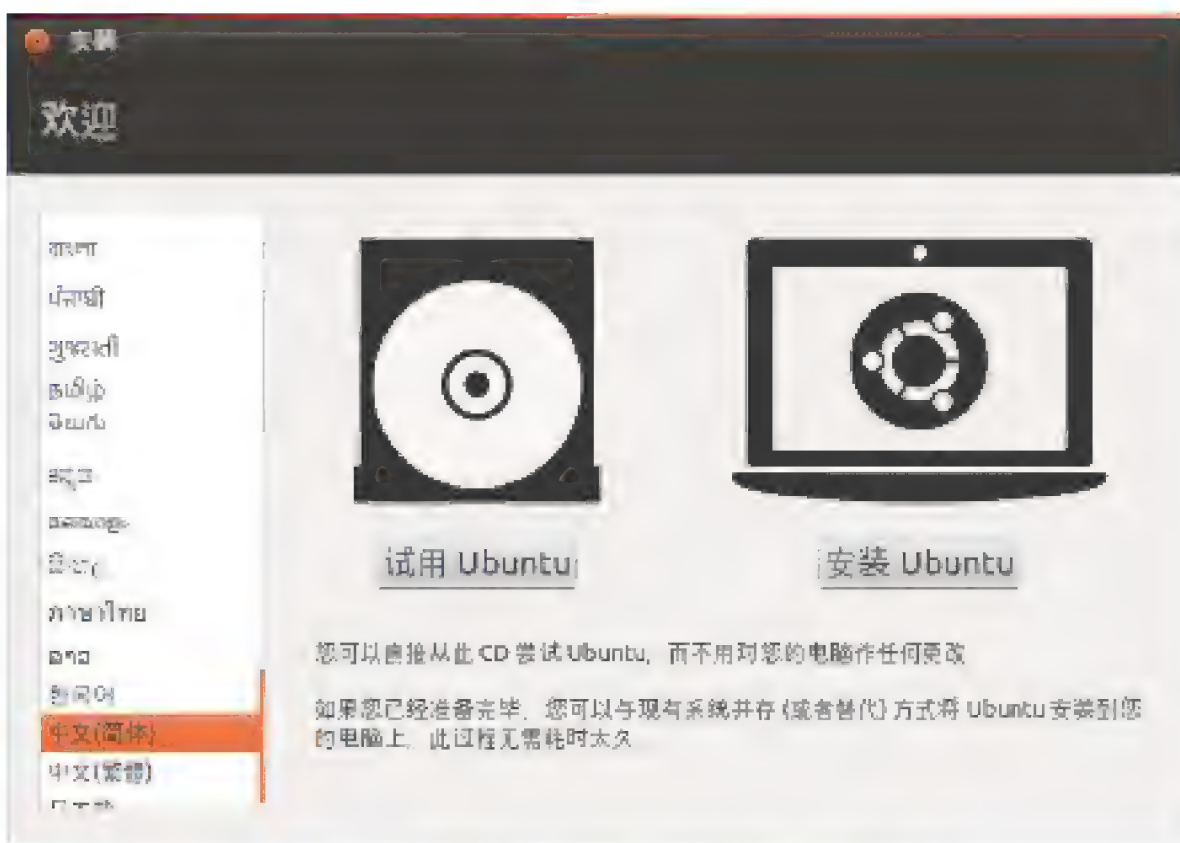 安装
欢迎
বাংলা
ਪੰਜਾਬੀ
ગુજરાતી
தமிழ்
తెలుగు
ಕನ್ನಡ
മലയാളം
සිංහල
ภาษาไทย
ລາວ
한국어
中文(简体)
中文(繁體)
试用 Ubuntu
安装 Ubuntu
您可以直接从此 CD 尝试 Ubuntu，而不用对您的电脑作任何更改
如果您已经准备完毕，您可以与现有系统并存 (或者替代) 方式将 Ubuntu 安装到您
的电脑上，此过程无需耗时太久